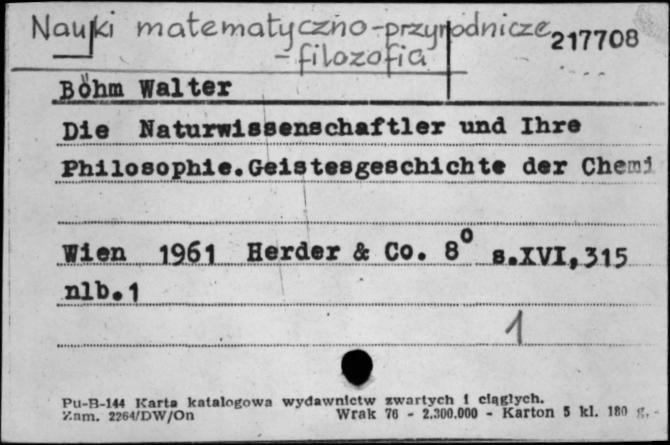 Nauki matematyczno-przyrodnicze
217708
- filozofia
Böhm Walter
Die Naturwissenschaftler und Ihre
Philosophie.Geistesgeschichte der Chemi
Wien 1961 Herder & Co. 8° s.XVI,315
nlb.1
1
Pu-B-144 Karta katalogowa wydawnictw zwartych i ciągłych.
Zam. 2264/DW/On Wrak 76 - 2.300.000 - Karton 5 kl. 180 g.